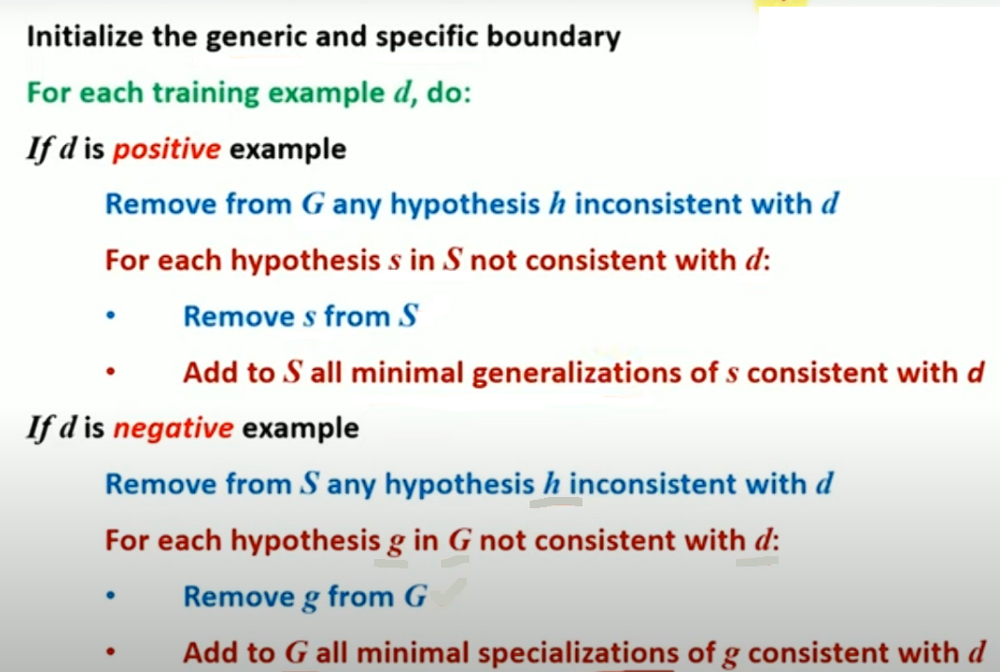 Initialize the generic and specific boundary
For each training example d, do:
If d is positive example
Remove from G any hypothesis h inconsistent with d
For each hypothesis s in S not consistent with d:
• Remove s from S
• Add to S all minimal generalizations of s consistent with d
If d is negative example
Remove from S any hypothesis h inconsistent with d
For each hypothesis g in G not consistent with d:
• Remove g from G
• Add to G all minimal specializations of g consistent with d